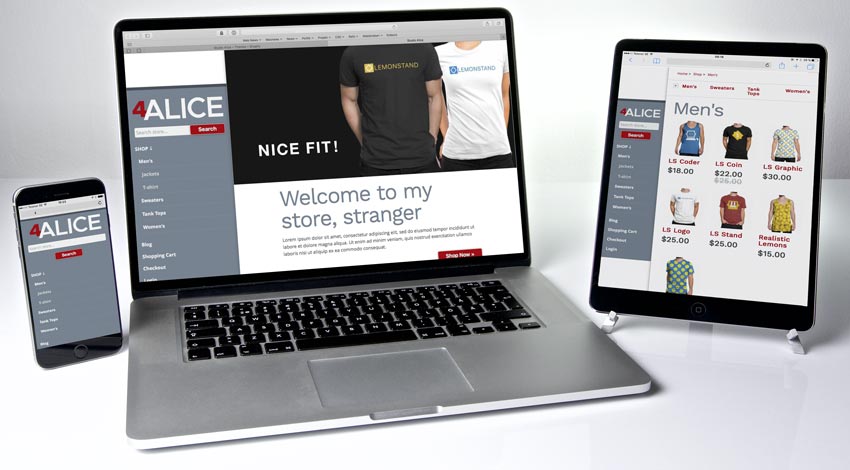 4ALICE
Search store...
Search
SHOP ↓
Men's
Jackets
T-shirt
Sweaters
Tank Tops
Women's
Blog
Shopping Cart
Checkout
Login
LEMONSTAND
LEMONSTAND
NICE FIT!
Welcome to my
store, stranger
Lorem ipsum dolor sit amet, consectetur adipiscing elit, sed do eiusmod tempor incididunt
ut labore et dolore magna aliqua. Ut enim ad minim veniam, quis nostrud exercitation ullamco
laboris nisi ut aliquip ex ea commodo consequat.
Shop Now »
4ALICE
Search
SHOP ↓
Men's
Jackets
T-shirt
Sweaters
Tank Tops
Women's
Blog
4ALICE
Search
SHOP ↓
Men's
Jackets
T-shirt
Sweaters
Tank Tops
Women's
Blog
Shopping Cart
Checkout
Login
Home > Shop > Men's
Men's Sweaters Tank Tops Women's
Men's
LS Coder
$18.00
LS Coin
$22.00
$25.00
LS Graphic
$30.00
LS Logo
$25.00
LS Stand
$25.00
Realistic
Lemons
$15.00